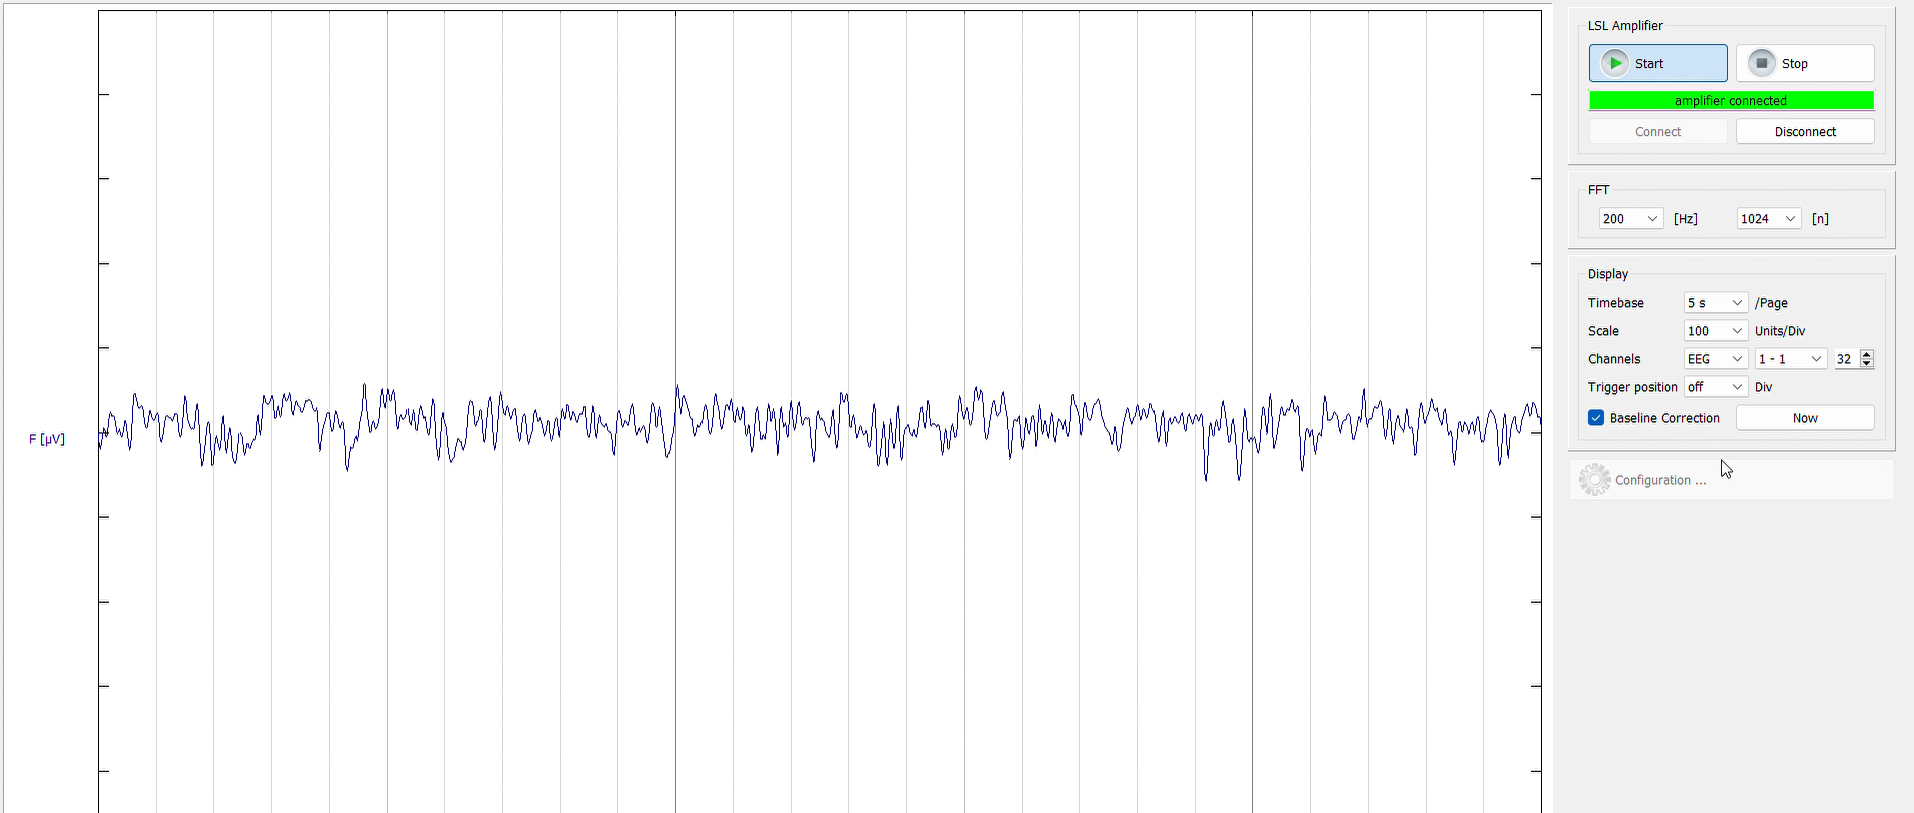 F [µV]
LSL Amplifier
Start
Stop
amplifier connected
Connect
Disconnect
FFT
200 [Hz] 1024 [n]
Display
Timebase 5 s /Page
Scale 100 Units/Div
Channels EEG 1 - 1 32
Trigger position off Div
Baseline Correction Now
Configuration ...